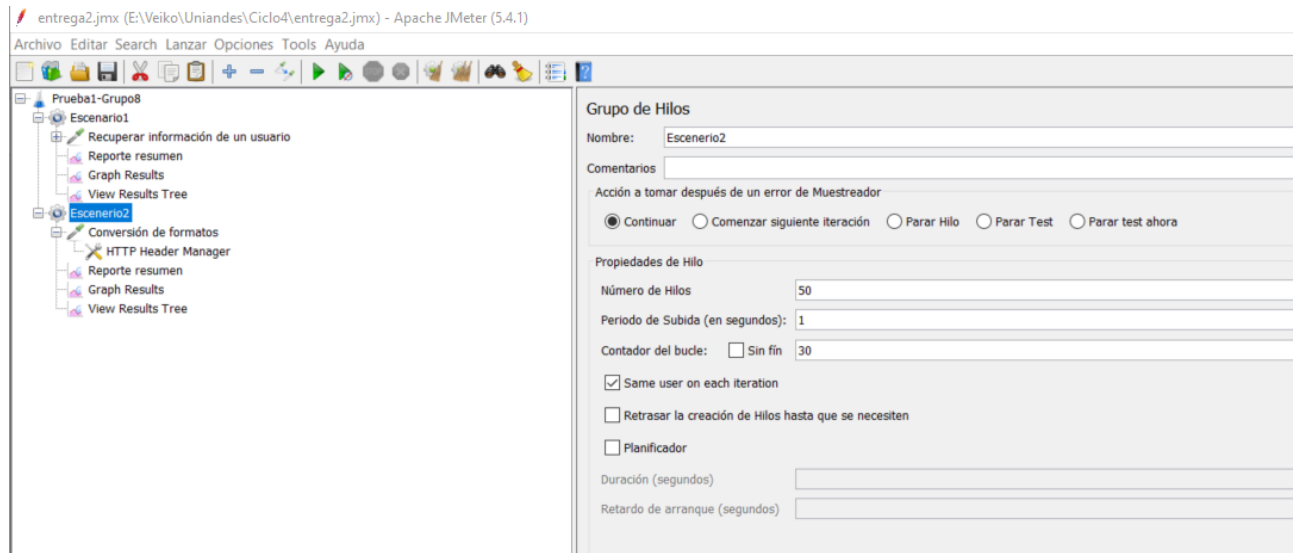 entrega2.jmx (E:\Veiko\Uniandes\Ciclo4\entrega2.jmx) - Apache JMeter (5.4.1)
Archivo Editar Search Lanzar Opciones Tools Ayuda
Prueba1-Grupo8
Escenario1
Recuperar información de un usuario
Reporte resumen
Graph Results
View Results Tree
Escenerio2
Conversión de formatos
HTTP Header Manager
Reporte resumen
Graph Results
View Results Tree
Grupo de Hilos
Nombre: Escenerio2
Comentarios
Acción a tomar después de un error de Muestreador
Continuar Comenzar siguiente iteración Parar Hilo Parar Test Parar test ahora
Propiedades de Hilo
Número de Hilos 50
Periodo de Subida (en segundos): 1
Contador del bucle: Sin fín 30
Same user on each iteration
Retrasar la creación de Hilos hasta que se necesiten
Planificador
Duración (segundos)
Retardo de arranque (segundos)